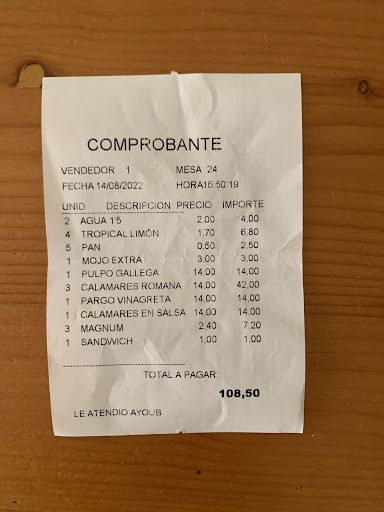 COMPROBANTE
VENDEDOR 1 MESA 24
FECHA 14/08/2022 HORA15:50:19
UNID DESCRIPCION PRECIO IMPORTE
2 AGUA 1'5 2,00 4,00
4 TROPICAL LIMÓN 1,70 6,80
5 PAN 0,50 2,50
1 MOJO EXTRA 3,00 3,00
1 PULPO GALLEGA 14,00 14,00
3 CALAMARES ROMANA 14,00 42,00
1 PARGO VINAGRETA 14,00 14,00
1 CALAMARES EN SALSA 14,00 14,00
3 MAGNUM 2,40 7,20
1 SANDWICH 1,00 1,00
TOTAL A PAGAR:
108,50
LE ATENDIO AYOUB